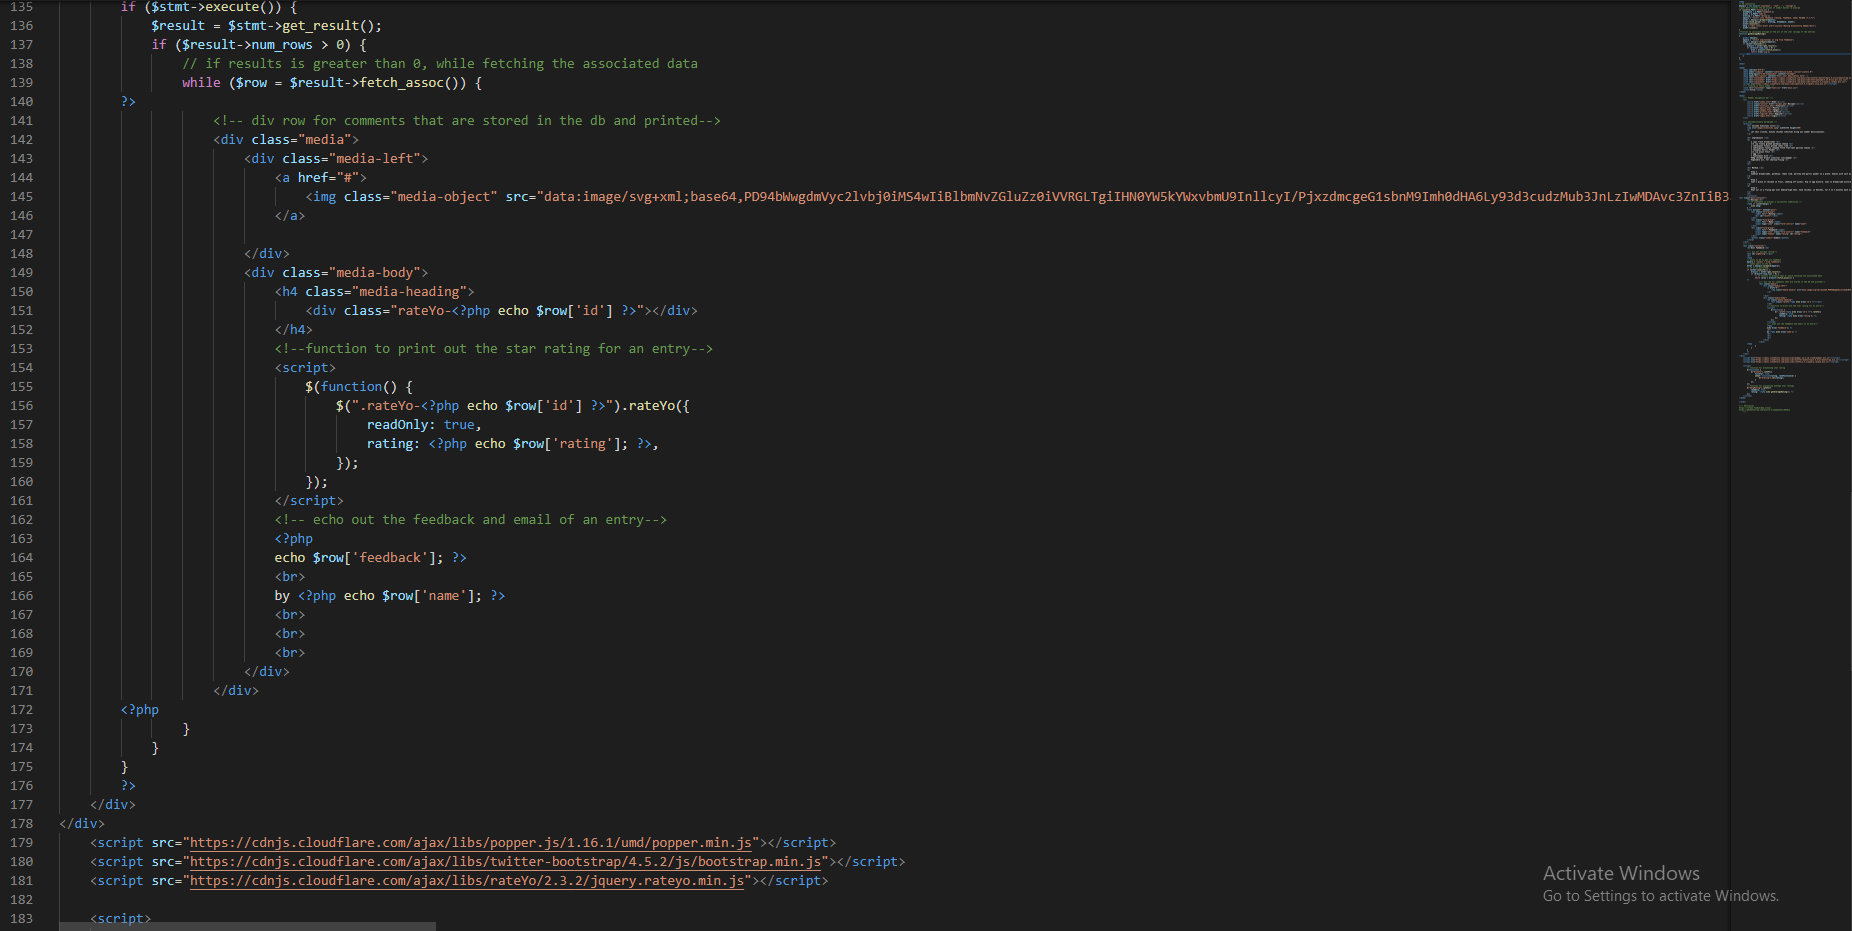 135 if ($stmt->execute()) {
136 $result = $stmt->get_result();
137 if ($result->num_rows > 0) {
138 // if results is greater than 0, while fetching the associated data
139 while ($row = $result->fetch_assoc()) {
140 ?>
141 <!-- div row for comments that are stored in the db and printed-->
142 <div class="media">
143 <div class="media-left">
144 <a href="#">
145 <img class="media-object" src="data:image/svg+xml;base64,PD94bWwgdmVyc2lvbj0iMS4wIiBlbmNvZGluZz0iVVRGLTgiIHN0YW5kYWxvbmU9InllcyI/PjxzdmcgeG1sbnM9Imh0dHA6Ly93d3cudzMub3JnLzIwMDAvc3ZnIiB3
146 </a>
147
148 </div>
149 <div class="media-body">
150 <h4 class="media-heading">
151 <div class="rateYo-<?php echo $row['id'] ?>"></div>
152 </h4>
153 <!--function to print out the star rating for an entry-->
154 <script>
155 $(function() {
156 $(".rateYo-<?php echo $row['id'] ?>").rateYo({
157 readOnly: true,
158 rating: <?php echo $row['rating']; ?>,
159 });
160 });
161 </script>
162 <!-- echo out the feedback and email of an entry-->
163 <?php
164 echo $row['feedback']; ?>
165 <br>
166 by <?php echo $row['name']; ?>
167 <br>
168 <br>
169 <br>
170 </div>
171 </div>
172 <?php
173 }
174 }
175 }
176 ?>
177 </div>
178 </div>
179 <script src="https://cdnjs.cloudflare.com/ajax/libs/popper.js/1.16.1/umd/popper.min.js"></script>
180 <script src="https://cdnjs.cloudflare.com/ajax/libs/twitter-bootstrap/4.5.2/js/bootstrap.min.js"></script>
181 <script src="https://cdnjs.cloudflare.com/ajax/libs/rateYo/2.3.2/jquery.rateyo.min.js"></script>
182
183 <script>
Activate Windows
Go to Settings to activate Windows.